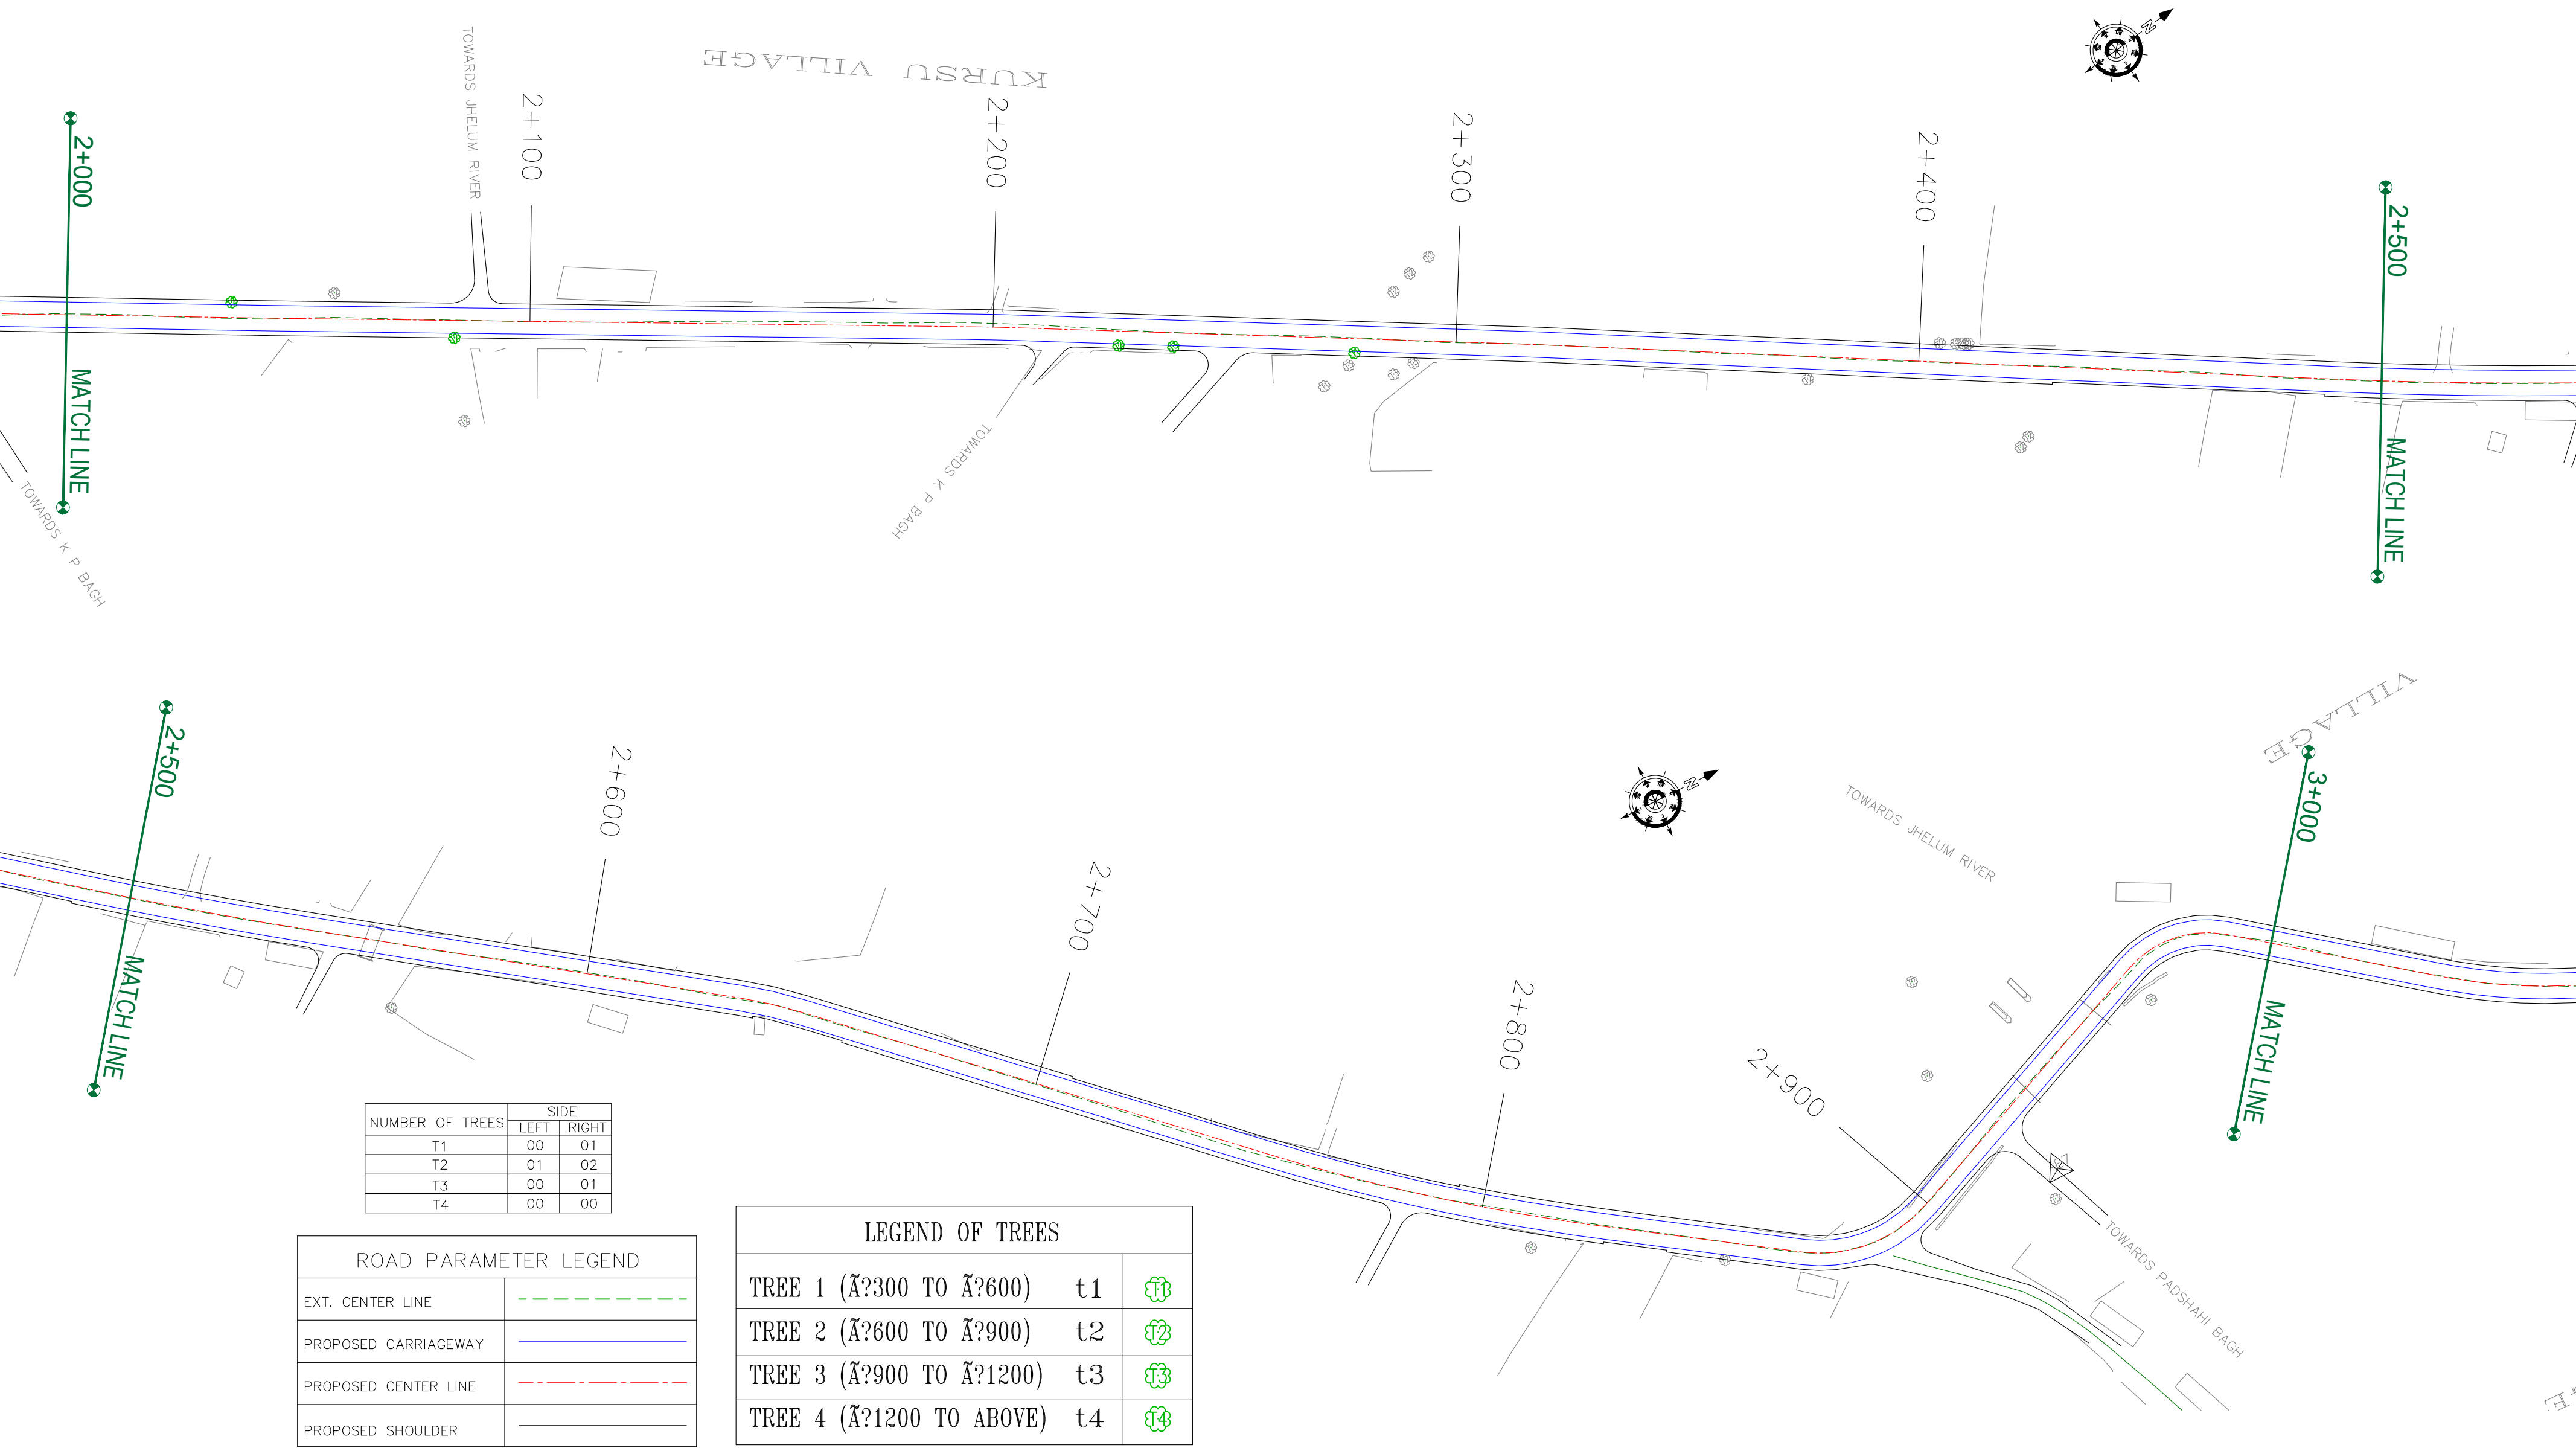 KURSU VILLAGE
TOWARDS JHELUM RIVER
N
2+000
2+100
2+200
2+300
2+400
2+500
MATCH LINE
MATCH LINE
TOWARDS K P BAGH
TOWARDS K P BAGH
VILLAGE
2+500
2+600
2+700
2+800
2+900
3+000
N
TOWARDS JHELUM RIVER
MATCH LINE
MATCH LINE
TOWARDS PADSHAHI BAGH
GE
NUMBER OF TREES SIDE
LEFT RIGHT
T1 00 01
T2 01 02
T3 00 01
T4 00 00
ROAD PARAMETER LEGEND
EXT. CENTER LINE
PROPOSED CARRIAGEWAY
PROPOSED CENTER LINE
PROPOSED SHOULDER
LEGEND OF TREES
TREE 1 (Ã?300 TO Ã?600) t1 T1
TREE 2 (Ã?600 TO Ã?900) t2 T2
TREE 3 (Ã?900 TO Ã?1200) t3 T3
TREE 4 (Ã?1200 TO ABOVE) t4 T4